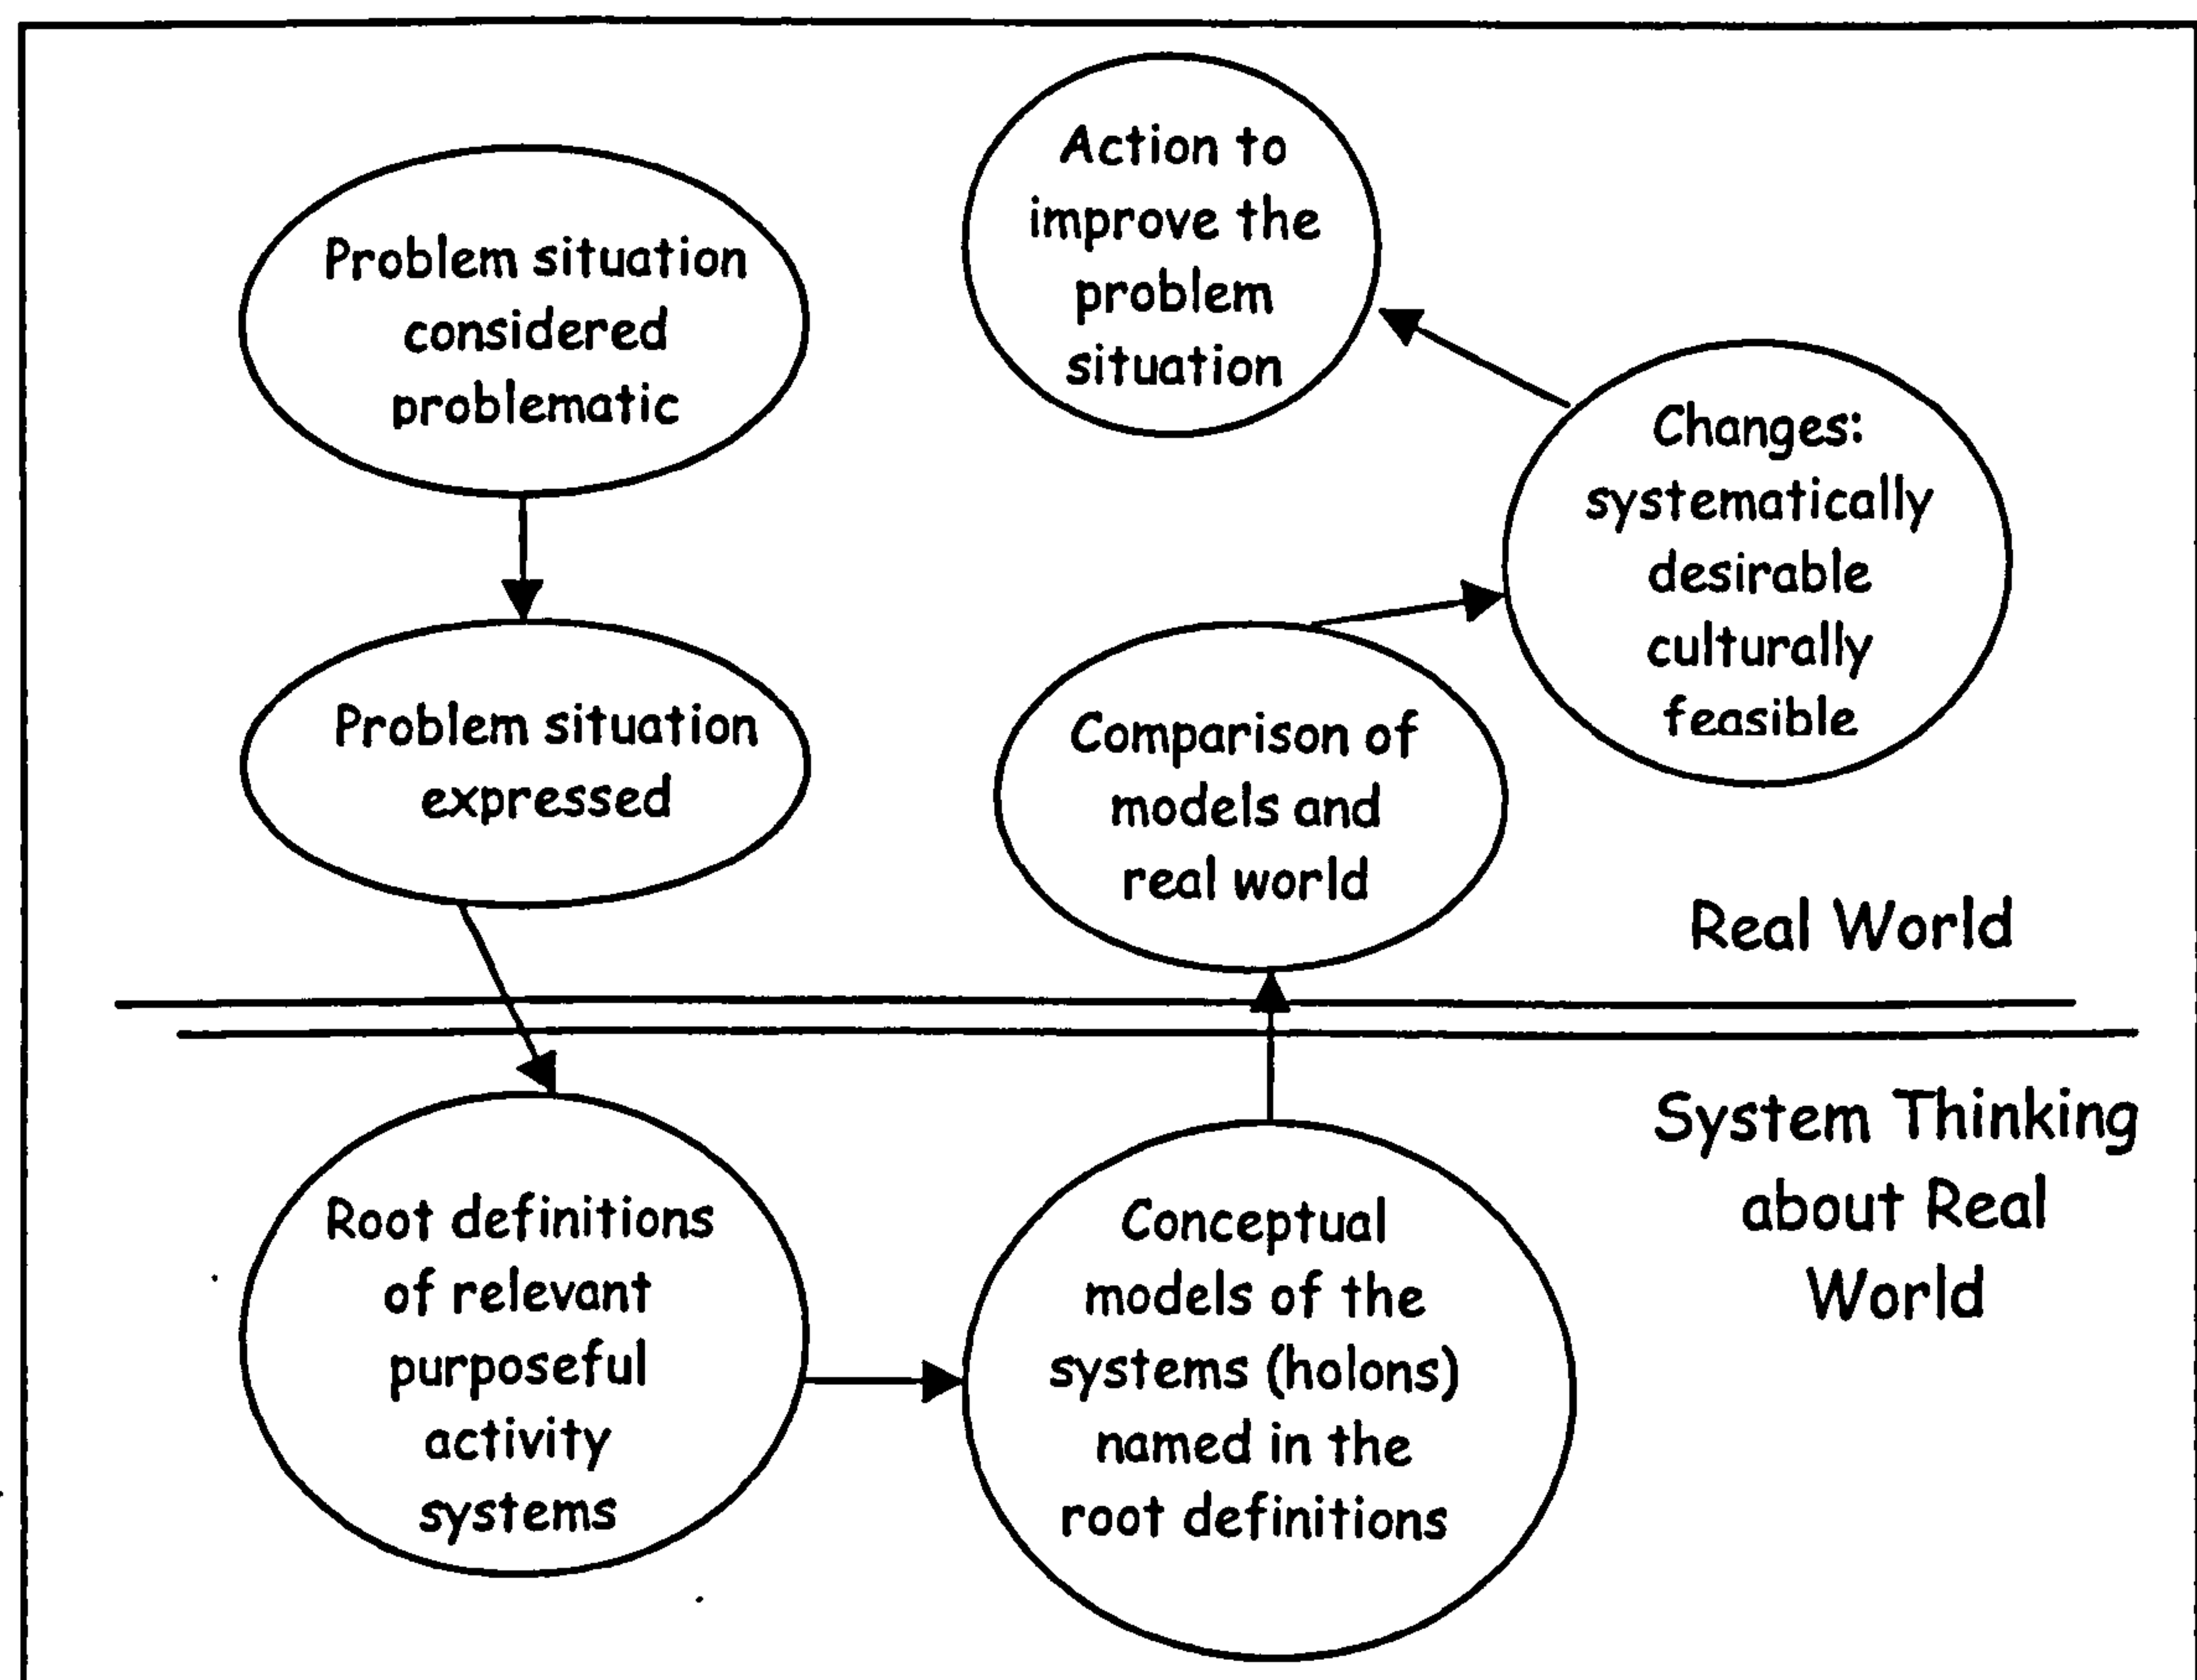 Problem situation
considered
problematic
Problem situation
expressed
Root definitions
of relevant
purposeful
activity
systems
Conceptual
models of the
systems (holons)
named in the
root definitions
Comparison of
models and
real world
Changes:
systematically
desirable
culturally
feasible
Action to
improve the
problem
situation
Real World
System Thinking
about Real
World